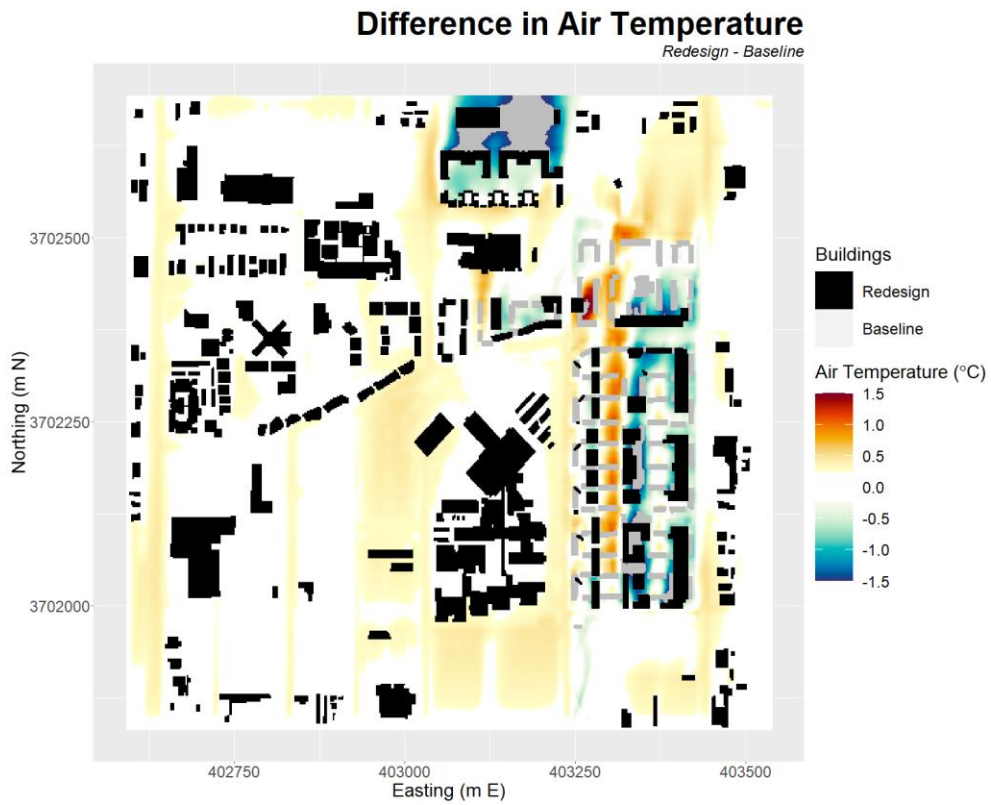 Difference in Air Temperature
Redesign - Baseline
3702500
3702250
3702000
Northing (m N)
402750
403000
403250
403500
Easting (m E)
Buildings
Redesign
Baseline
Air Temperature (°C)
1.5
1.0
0.5
0.0
-0.5
-1.0
-1.5